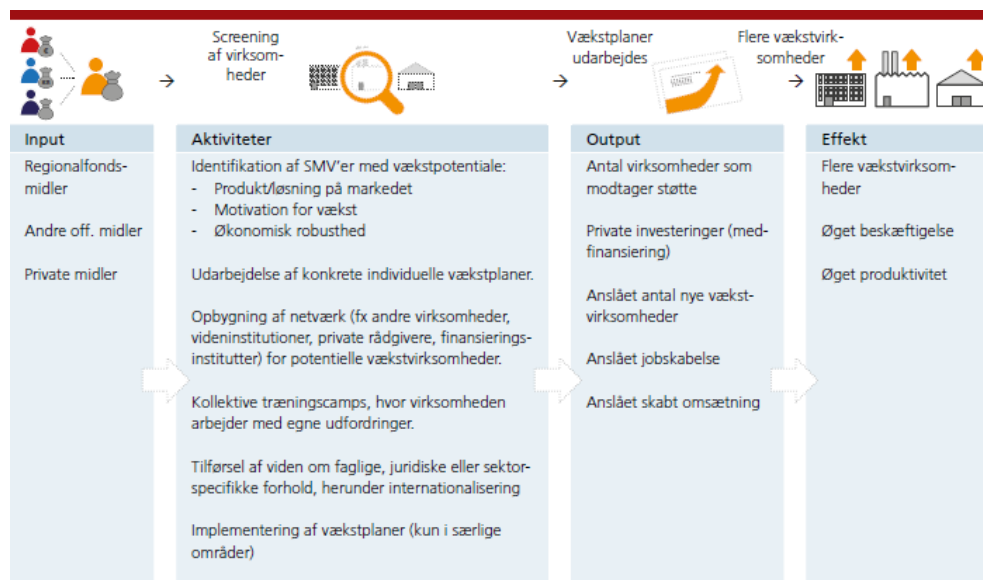 Screening
af virksom-
heder
Vækstplaner
udarbejdes
Flere vækstvirk-
somheder
Input
Regionalfonds-
midler
Andre off. midler
Private midler
Aktiviteter
Identifikation af SMV'er med vækstpotentiale:
- Produkt/løsning på markedet
- Motivation for vækst
- Økonomisk robusthed
Udarbejdelse af konkrete individuelle vækstplaner.
Opbygning af netværk (fx andre virksomheder,
videninstitutioner, private rådgivere, finansierings-
institutter) for potentielle vækstvirksomheder.
Kollektive træningscamps, hvor virksomheden
arbejder med egne udfordringer.
Tilførsel af viden om faglige, juridiske eller sektor-
specifikke forhold, herunder internationalisering
Implementering af vækstplaner (kun i særlige
områder)
Output
Antal virksomheder som
modtager støtte
Private investeringer (med-
finansiering)
Anslået antal nye vækst-
virksomheder
Anslået jobskabelse
Anslået skabt omsætning
Effekt
Flere vækstvirksom-
heder
Øget beskæftigelse
Øget produktivitet